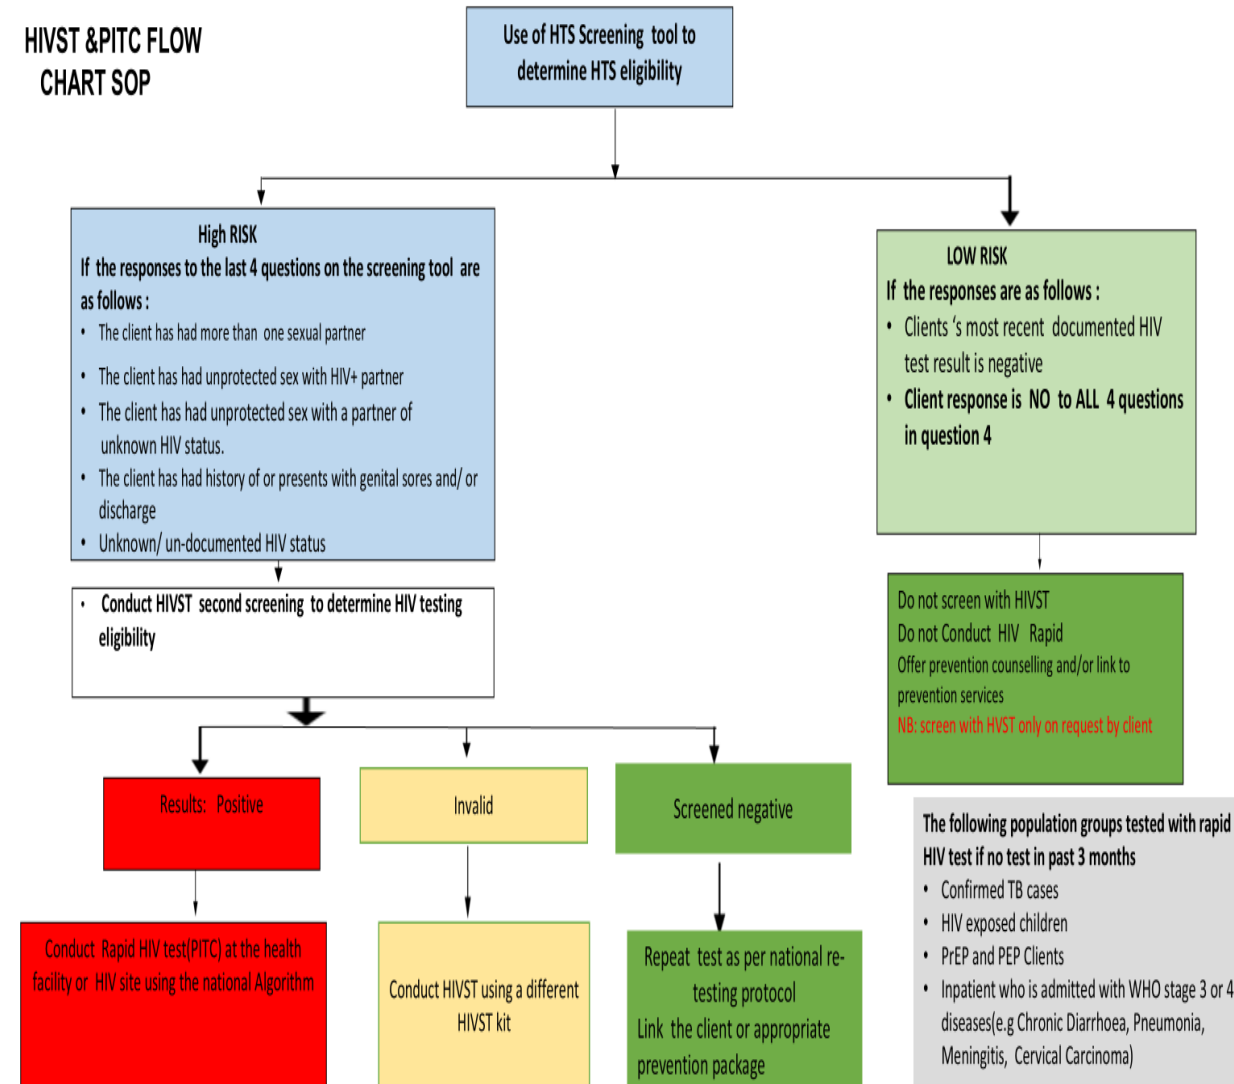 HIVST &PITC FLOW
CHART SOP
Use of HTS Screening tool to
determine HTS eligibility
High RISK
If the responses to the last 4 questions on the screening tool are
as follows :
• The client has had more than one sexual partner
• The client has had unprotected sex with HIV+ partner
• The client has had unprotected sex with a partner of
unknown HIV status.
• The client has had history of or presents with genital sores and/ or
discharge
• Unknown/ un-documented HIV status
LOW RISK
If the responses are as follows :
• Clients ‘s most recent documented HIV
test result is negative
• Client response is NO to ALL 4 questions
in question 4
• Conduct HIVST second screening to determine HIV testing
eligibility
Do not screen with HIVST
Do not Conduct HIV Rapid
Offer prevention counselling and/or link to
prevention services
NB: screen with HVST only on request by client
Results: Positive
Invalid
Screened negative
Conduct Rapid HIV test(PITC) at the health
facility or HIV site using the national Algorithm
Conduct HIVST using a different
HIVST kit
Repeat test as per national re-
testing protocol
Link the client or appropriate
prevention package
The following population groups tested with rapid
HIV test if no test in past 3 months
• Confirmed TB cases
• HIV exposed children
• PrEP and PEP Clients
• Inpatient who is admitted with WHO stage 3 or 4
diseases(e.g Chronic Diarrhoea, Pneumonia,
Meningitis, Cervical Carcinoma)